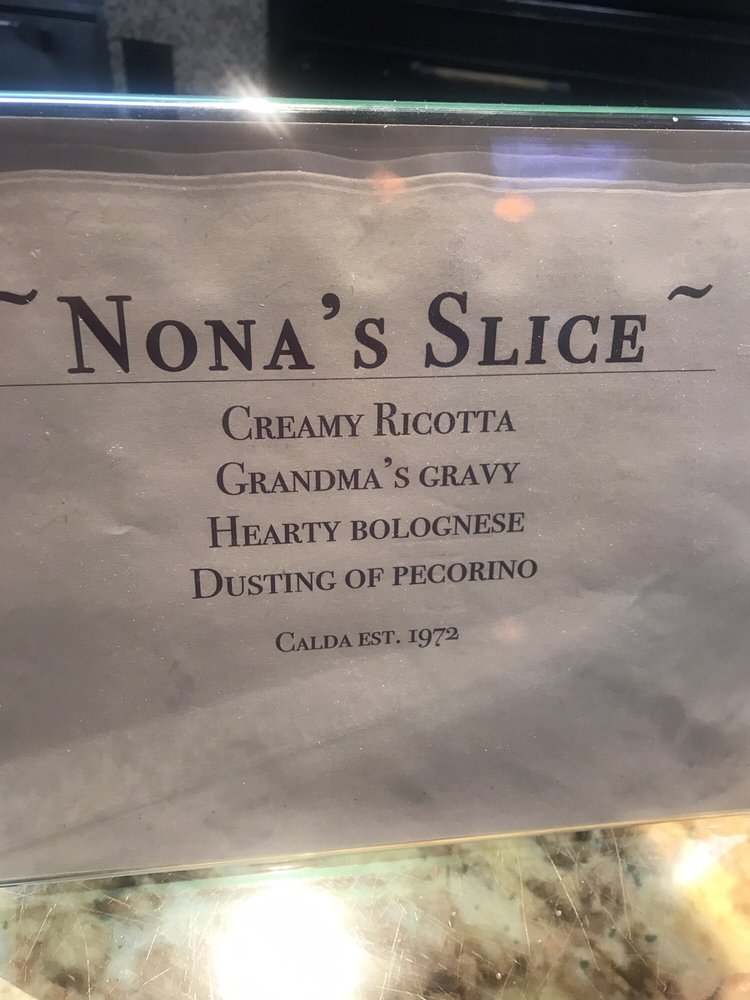 ~ Nona's Slice ~
Creamy Ricotta
Grandma's gravy
Hearty bolognese
Dusting of pecorino
Calda est. 1972